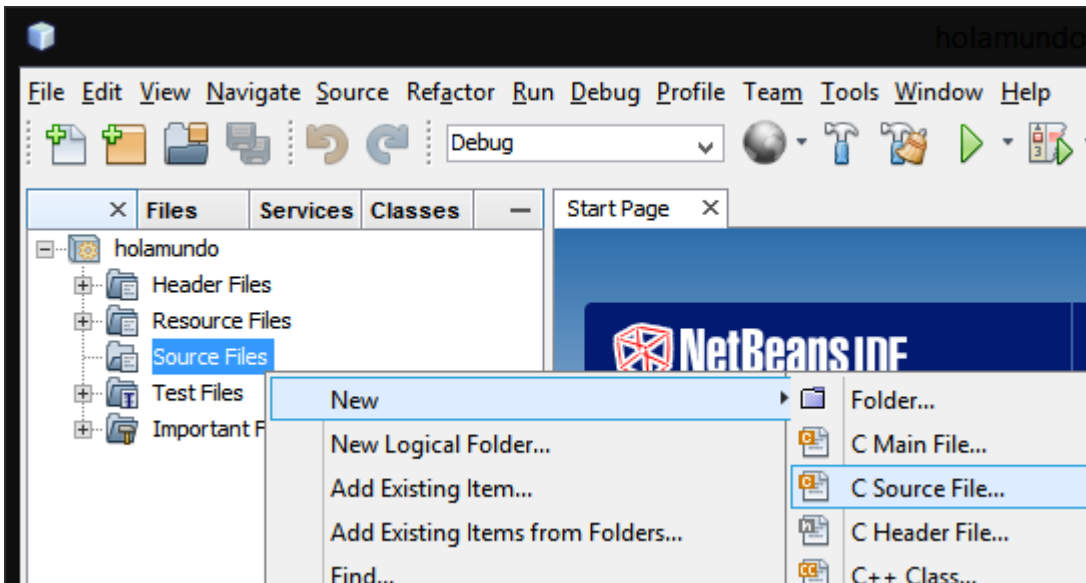 holamundo
File Edit View Navigate Source Refactor Run Debug Profile Team Tools Window Help
Debug
Files Services Classes
Start Page
holamundo
Header Files
Resource Files
Source Files
Test Files
Important F
NetBeans IDE
New
New Logical Folder...
Add Existing Item...
Add Existing Items from Folders...
Find...
Folder...
C Main File...
C Source File...
C Header File...
C++ Class...